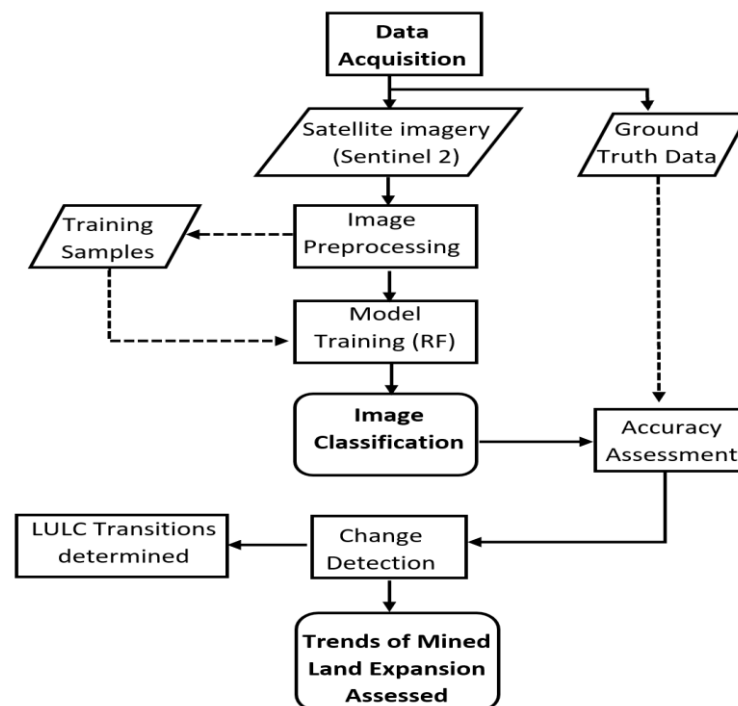 Data
Acquisition
Satellite imagery
(Sentinel 2)
Ground
Truth Data
Training
Samples
Image
Preprocessing
Model
Training (RF)
Image
Classification
Accuracy
Assessment
LULC Transitions
determined
Change
Detection
Trends of Mined
Land Expansion
Assessed